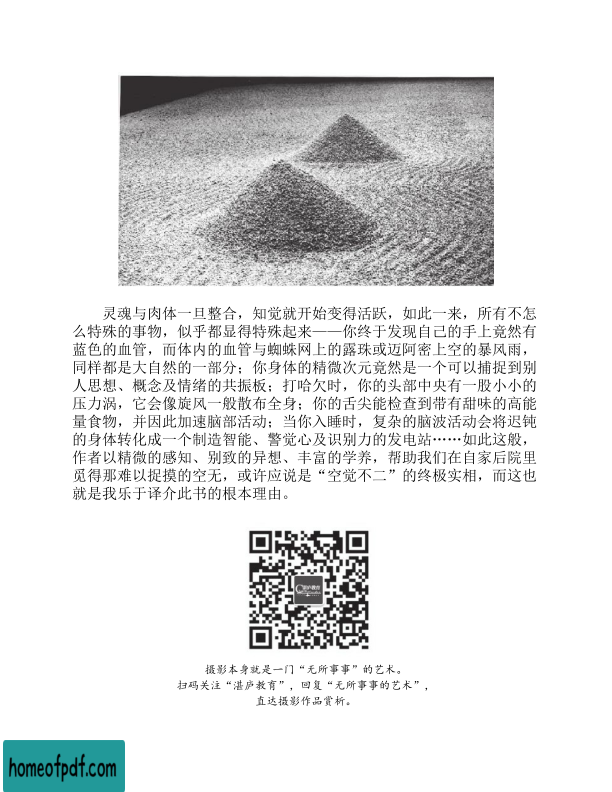 灵魂与肉体一旦整合，知觉就开始变得活跃，如此一来，所有不怎
么特殊的事物，似乎都显得特殊起来——你终于发现自己的手上竟然有
蓝色的血管，而体内的血管与蜘蛛网上的露珠或迈阿密上空的暴风雨，
同样都是大自然的一部分；你身体的精微次元竟然是一个可以捕捉到别
人思想、概念及情绪的共振板；打哈欠时，你的头部中央有一股小小的
压力涡，它会像旋风一般散布全身；你的舌尖能检查到带有甜味的高能
量食物，并因此加速脑部活动；当你入睡时，复杂的脑波活动会将迟钝
的身体转化成一个制造智能、警觉心及识别力的发电站……如此这般，
作者以精微的感知、别致的异想、丰富的学养，帮助我们在自家后院里
觅得那难以捉摸的空无，或许应说是“空觉不二”的终极实相，而这也
就是我乐于译介此书的根本理由。
湛庐教育
摄影本身就是一门“无所事事”的艺术。
扫码关注“湛庐教育”，回复“无所事事的艺术”，
直达摄影作品赏析。
homeofpdf.com